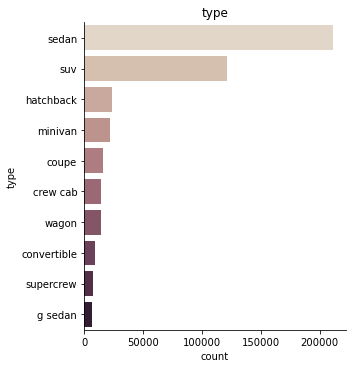 type
sedan
suv
hatchback
minivan
coupe
crew cab
wagon
convertible
supercrew
g sedan
type
0 50000 100000 150000 200000
count